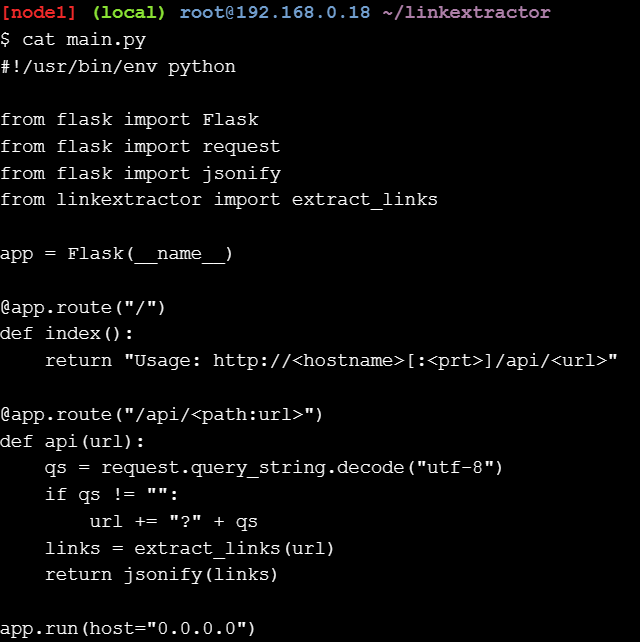 [node1] (local) root@192.168.0.18 ~/linkextractor
$ cat main.py
#!/usr/bin/env python

from flask import Flask
from flask import request
from flask import jsonify
from linkextractor import extract_links

app = Flask(__name__)

@app.route("/")
def index():
    return "Usage: http://<hostname>[:<prt>]/api/<url>"

@app.route("/api/<path:url>")
def api(url):
    qs = request.query_string.decode("utf-8")
    if qs != "":
        url += "?" + qs
    links = extract_links(url)
    return jsonify(links)

app.run(host="0.0.0.0")